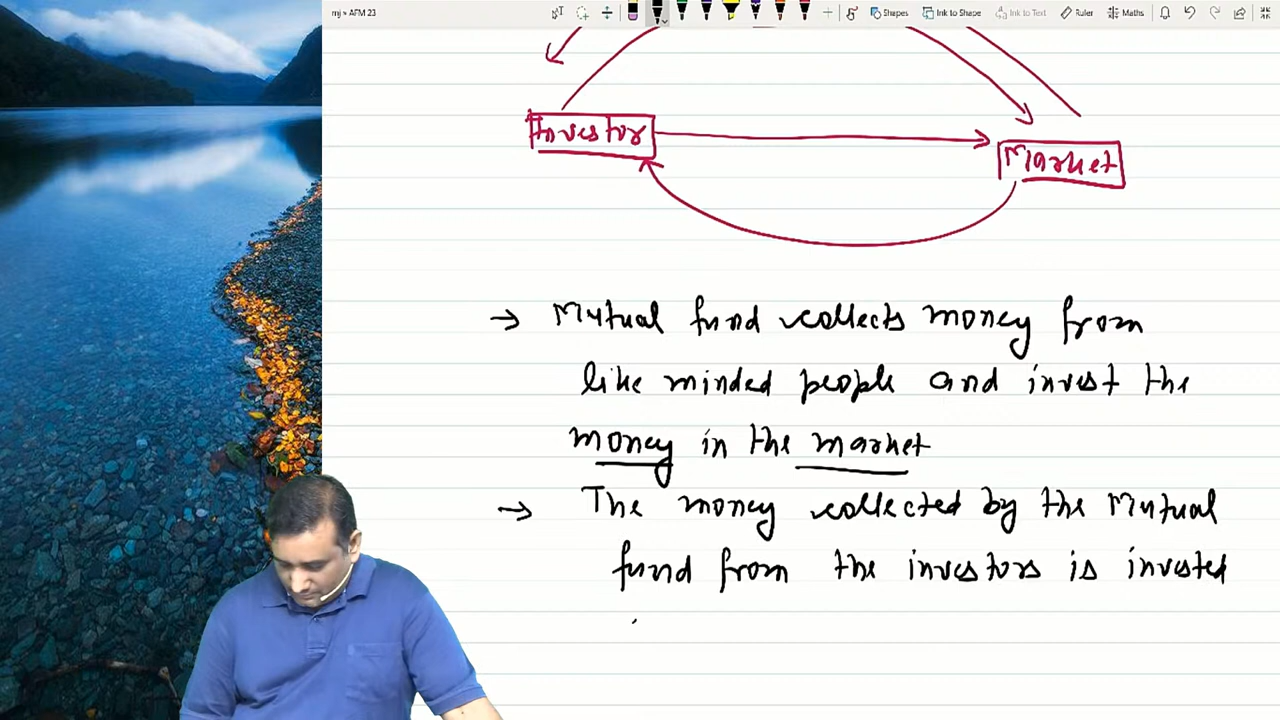 mj » AFM 23
Shapes
Ink to Shape
Ink to Text
Ruler
Maths
Investor
Market
→ Mutual fund collects money from
like minded people and invest the
money in the market
→ The money collected by the Mutual
fund from the investors is invested